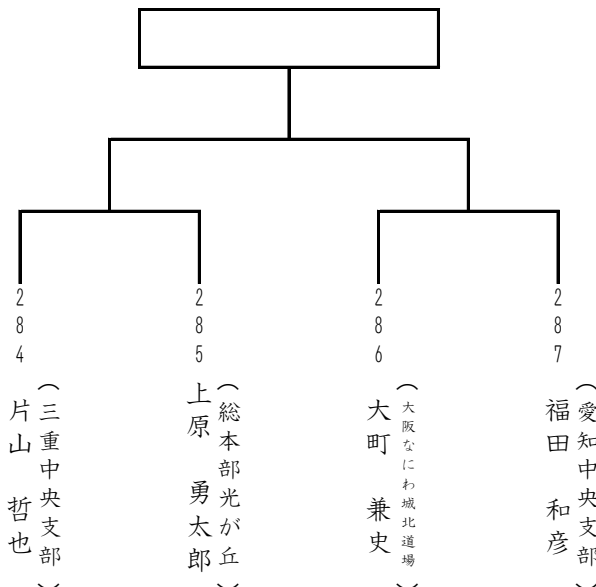 284
片山 哲也
(三重中央支部)
285
上原 勇太郎
(総本部光が丘)
286
大町 兼史
(大阪なにわ城北道場)
287
福田 和彦
(愛知中央支部)